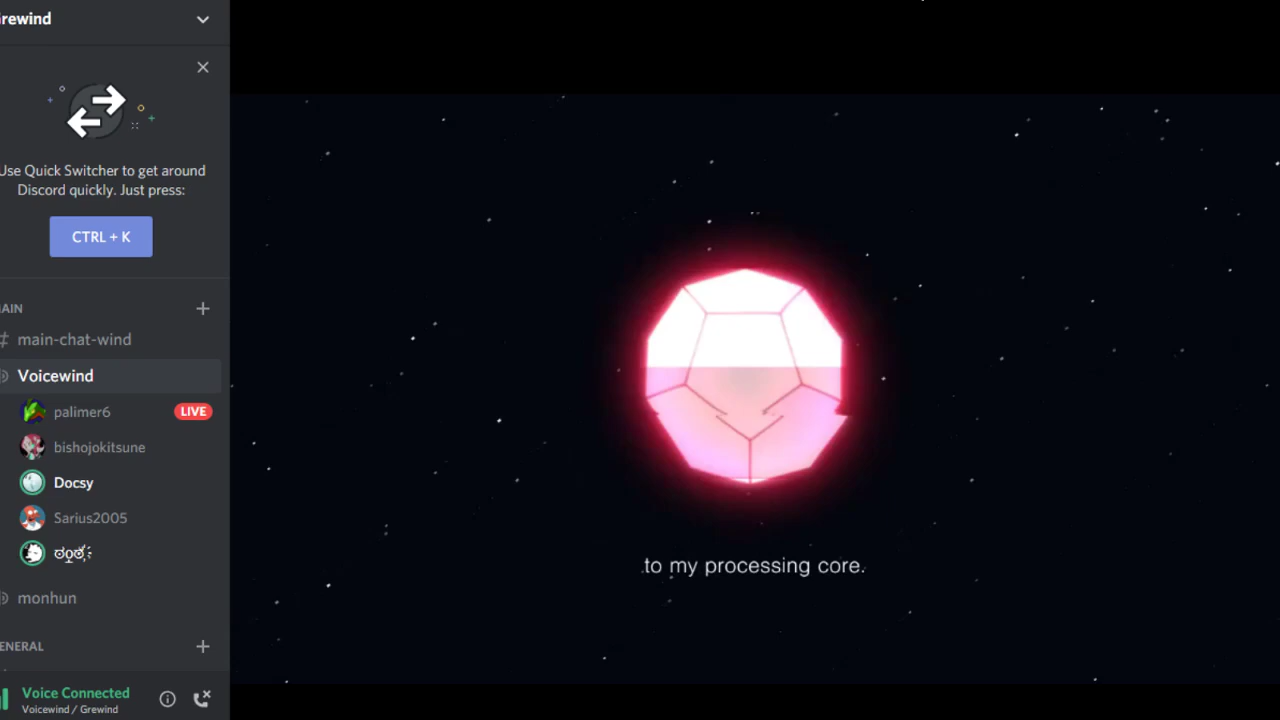 rewind
Use Quick Switcher to get around
Discord quickly. Just press:
CTRL + K
AIN
main-chat-wind
Voicewind
palimer6 LIVE
bishojokitsune
Docsy
Sarius2005
monhun
ENERAL
Voice Connected
Voicewind / Grewind
to my processing core.